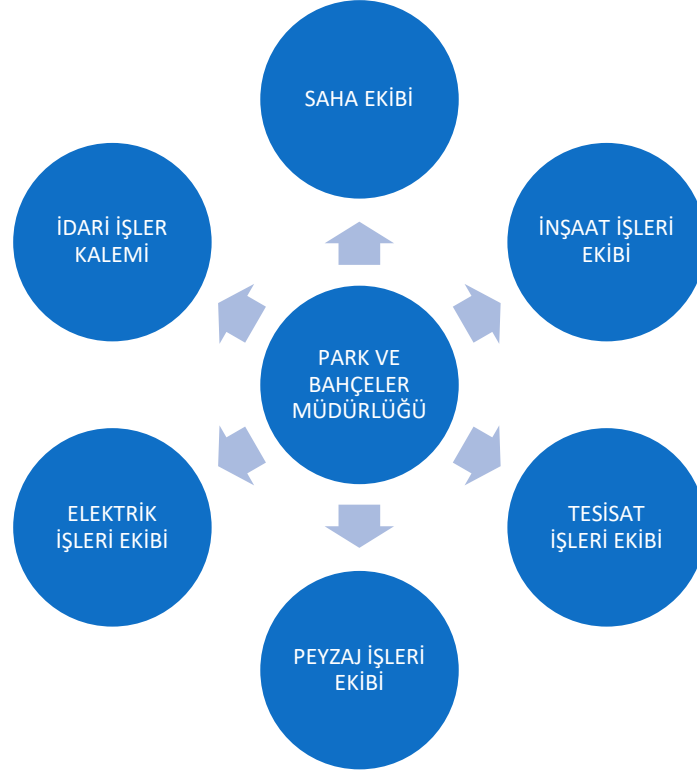 SAHA EKİBİ
İDARİ İŞLER
KALEMİ
İNŞAAT İŞLERİ
EKİBİ
PARK VE
BAHÇELER
MÜDÜRLÜĞÜ
ELEKTRİK
İŞLERİ EKİBİ
TESİSAT
İŞLERİ EKİBİ
PEYZAJ İŞLERİ
EKİBİ